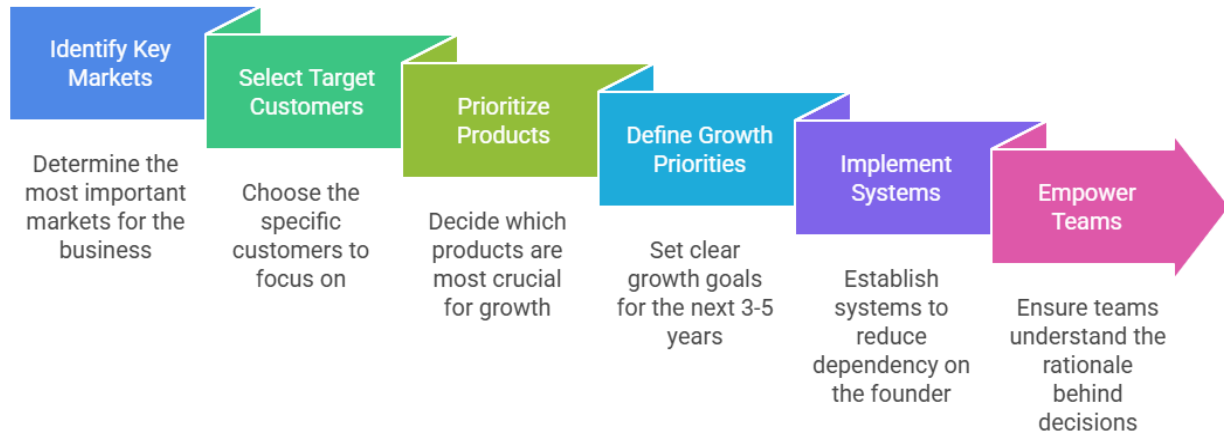 Identify Key
Markets
Determine the
most important
markets for the
business
Select Target
Customers
Choose the
specific
customers to
focus on
Prioritize
Products
Decide which
products are
most crucial
for growth
Define Growth
Priorities
Set clear
growth goals
for the next 3-5
years
Implement
Systems
Establish
systems to
reduce
dependency on
the founder
Empower
Teams
Ensure teams
understand the
rationale
behind
decisions